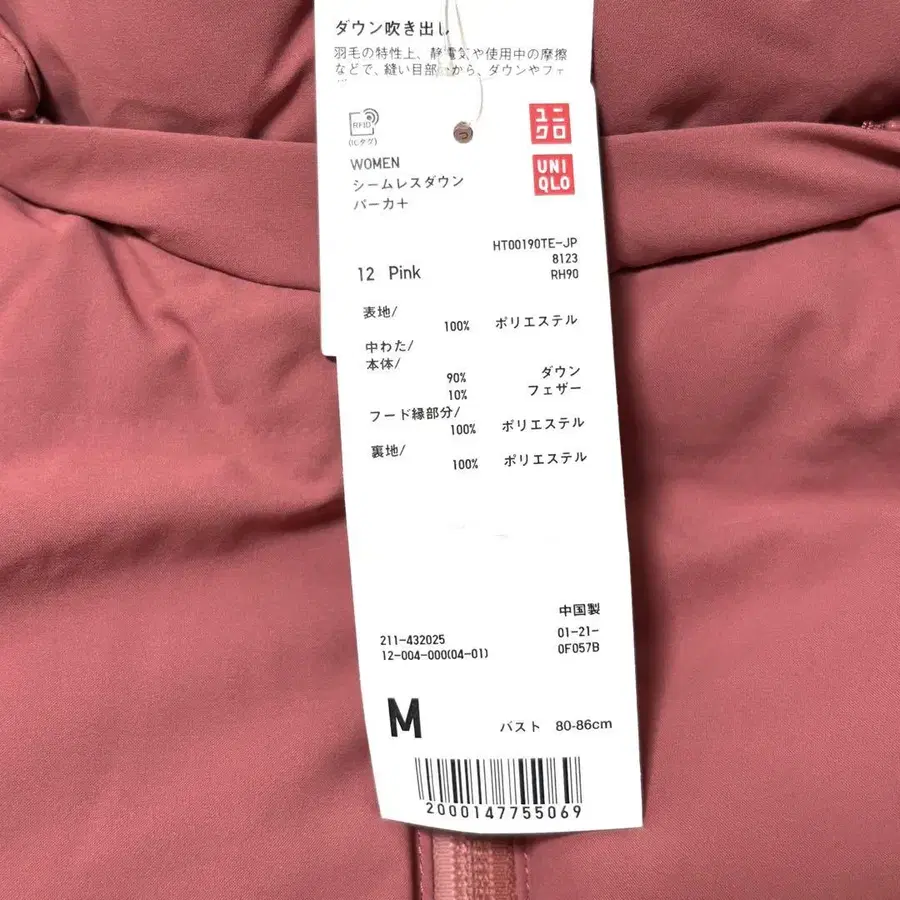 ダウン吹き出し
羽毛の特性上、静電気や使用中の摩擦
などで、縫い目部 から、ダウンやフェ
RFID
(ICタグ)
ユニ
クロ
UNI
QLO
WOMEN
シームレスダウン
パーカ+
HT00190TE-JP
8123
12 Pink RH90
表地/
100% ポリエステル
中わた/
本体/
90% ダウン
10% フェザー
フード縁部分/
100% ポリエステル
裏地/
100% ポリエステル
中国製
211-432025 01-21-
12-004-000(04-01) 0F057B
M バスト 80-86cm
2000147755069